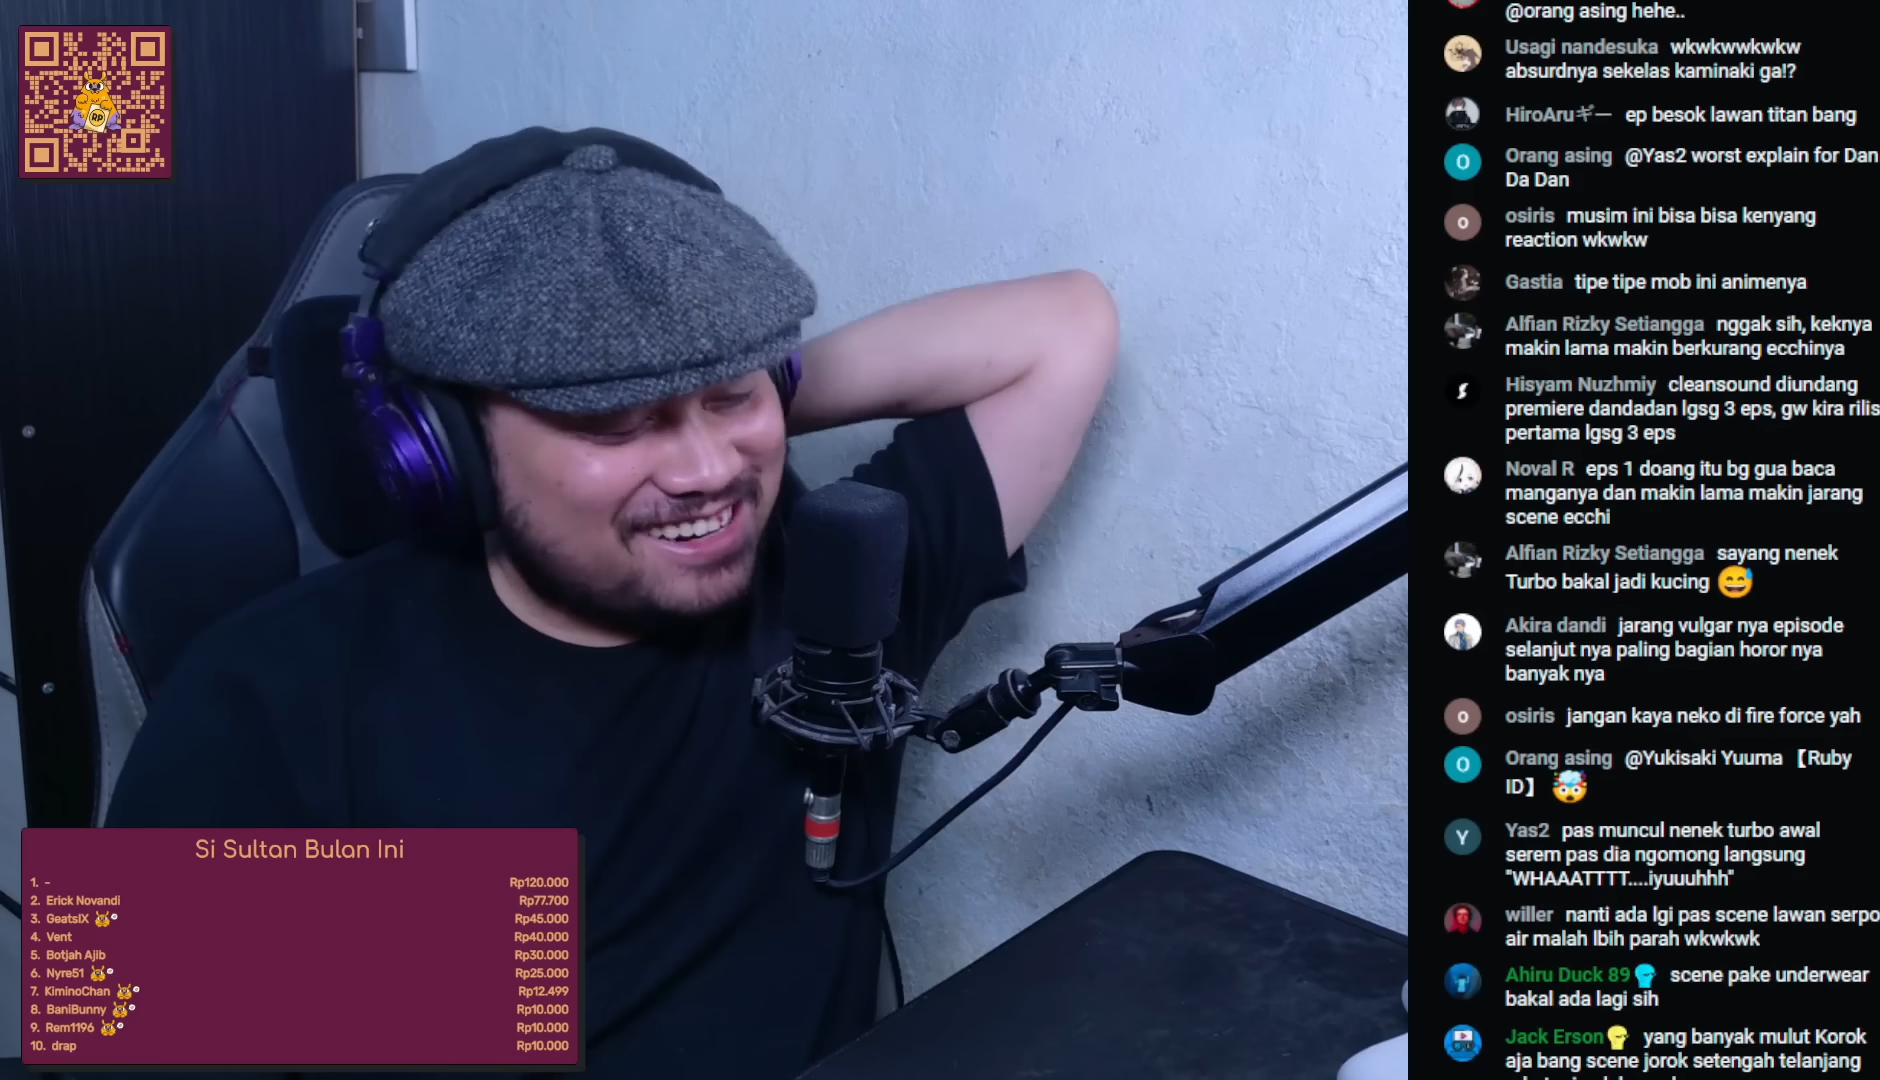 RP
Si Sultan Bulan Ini
1. - Rp120.000
2. Erick Novandi Rp77.700
3. GeatsIX Rp45.000
4. Vent Rp40.000
5. Botjah Ajib Rp30.000
6. Nyre51 Rp25.000
7. KiminoChan Rp12.499
8. BaniBunny Rp10.000
9. Rem1196 Rp10.000
10. drap Rp10.000
@orang asing hehe..
Usagi nandesuka wkwkwwkwkw
absurdnya sekelas kaminaki ga!?
HiroAruギー ep besok lawan titan bang
Orang asing @Yas2 worst explain for Dan
Da Dan
osiris musim ini bisa bisa kenyang
reaction wkwkw
Gastia tipe tipe mob ini animenya
Alfian Rizky Setiangga nggak sih, keknya
makin lama makin berkurang ecchinya
Hisyam Nuzhmiy cleansound diundang
premiere dandadan lgsg 3 eps, gw kira rilis
pertama lgsg 3 eps
Noval R eps 1 doang itu bg gua baca
manganya dan makin lama makin jarang
scene ecchi
Alfian Rizky Setiangga sayang nenek
Turbo bakal jadi kucing 😅
Akira dandi jarang vulgar nya episode
selanjut nya paling bagian horor nya
banyak nya
o osiris jangan kaya neko di fire force yah
O Orang asing @Yukisaki Yuuma 【Ruby
ID】 🤯
Y Yas2 pas muncul nenek turbo awal
serem pas dia ngomong langsung
"WHAAATTTT....iyuuuhhh"
willer nanti ada lgi pas scene lawan serpo
air malah lbih parah wkwkwk
Ahiru Duck 89 scene pake underwear
bakal ada lagi sih
Jack Erson yang banyak mulut Korok
aja bang scene jorok setengah telanjang